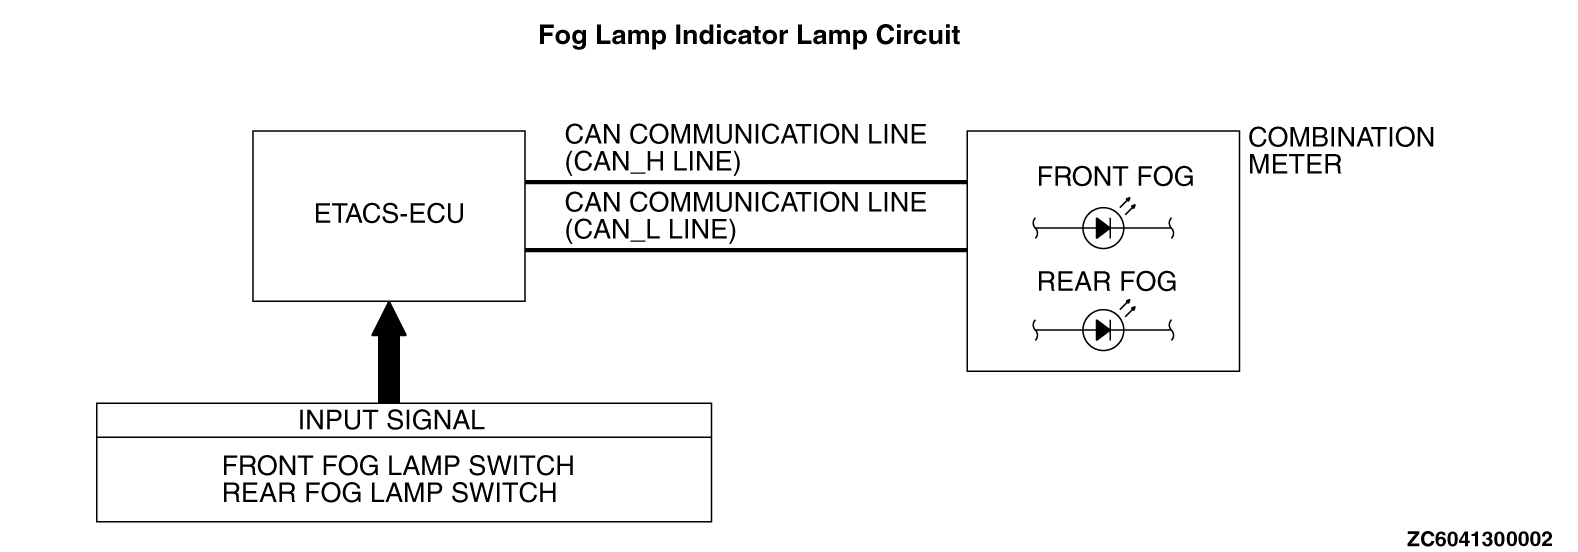 Fog Lamp Indicator Lamp Circuit
CAN COMMUNICATION LINE
(CAN_H LINE)
CAN COMMUNICATION LINE
(CAN_L LINE)
ETACS-ECU
COMBINATION
METER
FRONT FOG
REAR FOG
INPUT SIGNAL
FRONT FOG LAMP SWITCH
REAR FOG LAMP SWITCH
ZC6041300002